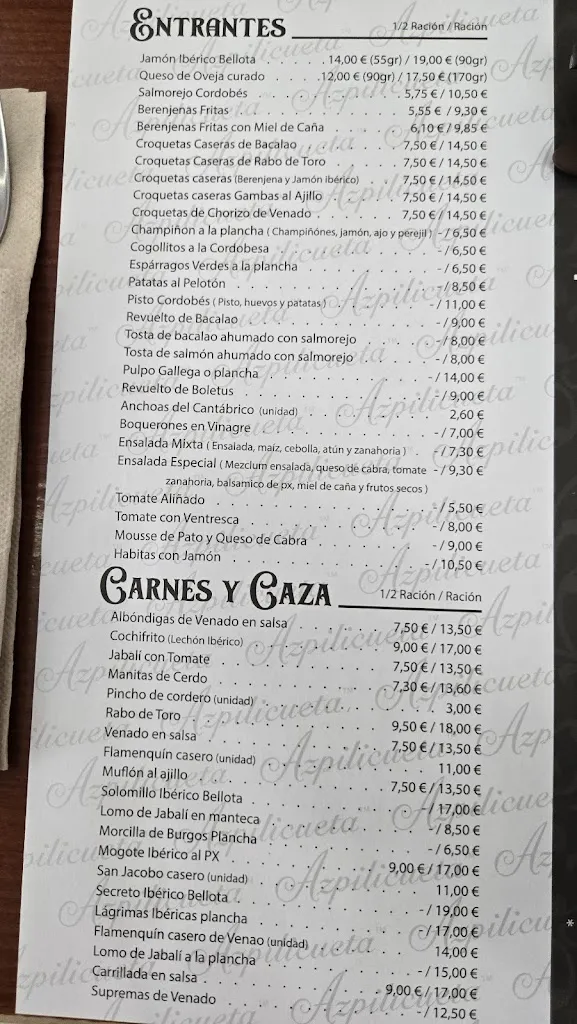 ENTRANTES 1/2 Ración / Ración
Jamón Ibérico Bellota . . . . . 14,00 € (55gr) / 19,00 € (90gr)
Queso de Oveja curado . . . . .12,00 € (90gr) / 17,50 € (170gr)
Salmorejo Cordobés . . . . . 5,75 € / 10,50 €
Berenjenas Fritas . . . . . 5,55 € / 9,30 €
Berenjenas Fritas con Miel de Caña . . . . . 6,10 € / 9,85 €
Croquetas Caseras de Bacalao . . . . . 7,50 € / 14,50 €
Croquetas Caseras de Rabo de Toro . . . . . 7,50 € / 14,50 €
Croquetas caseras (Berenjena y Jamón ibérico) . . . . 7,50 € / 14,50 €
Croquetas caseras Gambas al Ajillo . . . . . 7,50 € / 14,50 €
Croquetas de Chorizo de Venado . . . . . 7,50 € / 14,50 €
Champiñon a la plancha ( Champiñónes, jamón, ajo y perejil ) - / 6,50 €
Cogollitos a la Cordobesa . . . . . - / 6,50 €
Espárragos Verdes a la plancha . . . . . - / 6,50 €
Patatas al Pelotón . . . . . - / 8,50 €
Pisto Cordobés ( Pisto, huevos y patatas ) . . . . . - / 11,00 €
Revuelto de Bacalao . . . . . - / 9,00 €
Tosta de bacalao ahumado con salmorejo . . . . - / 8,00 €
Tosta de salmón ahumado con salmorejo . . . . - / 8,00 €
Pulpo Gallega o plancha . . . . . - / 14,00 €
Revuelto de Boletus . . . . . - / 9,00 €
Anchoas del Cantábrico (unidad) . . . . . 2,60 €
Boquerones en Vinagre . . . . . - / 7,00 €
Ensalada Mixta ( Ensalada, maíz, cebolla, atún y zanahoria ) . - / 7,30 €
Ensalada Especial ( Mezclum ensalada, queso de cabra, tomate - / 9,30 €
zanahoria, balsamico de px, miel de caña y frutos secos )
Tomate Aliñado . . . . . - / 5,50 €
Tomate con Ventresca . . . . . - / 8,00 €
Mousse de Pato y Queso de Cabra . . . . . - / 9,00 €
Habitas con Jamón . . . . . - / 10,50 €
CARNES Y CAZA 1/2 Ración / Ración
Albóndigas de Venado en salsa . . . . . 7,50 € / 13,50 €
Cochifrito (Lechón Ibérico) . . . . . 9,00 € / 17,00 €
Jabalí con Tomate . . . . . 7,50 € / 13,50 €
Manitas de Cerdo . . . . . 7,30 € / 13,60 €
Pincho de cordero (unidad) . . . . . 3,00 €
Rabo de Toro . . . . . 9,50 € / 18,00 €
Venado en salsa . . . . . 7,50 € / 13,50 €
Flamenquín casero (unidad) . . . . . 11,00 €
Muflón al ajillo . . . . . 7,50 € / 13,50 €
Solomillo Ibérico Bellota . . . . . - / 17,00 €
Lomo de Jabalí en manteca . . . . . - / 8,50 €
Morcilla de Burgos Plancha . . . . . - / 6,50 €
Mogote Ibérico al PX . . . . . 9,00 € / 17,00 €
San Jacobo casero (unidad) . . . . . 11,00 €
Secreto Ibérico Bellota . . . . . - / 19,00 €
Lágrimas Ibéricas plancha . . . . . - / 17,00 €
Flamenquín casero de Venao (unidad) . . . . . 14,00 €
Lomo de Jabalí a la plancha . . . . . - / 15,00 €
Carrillada en salsa . . . . . 9,00 € / 17,00 €
Supremas de Venado . . . . . - / 12,50 €